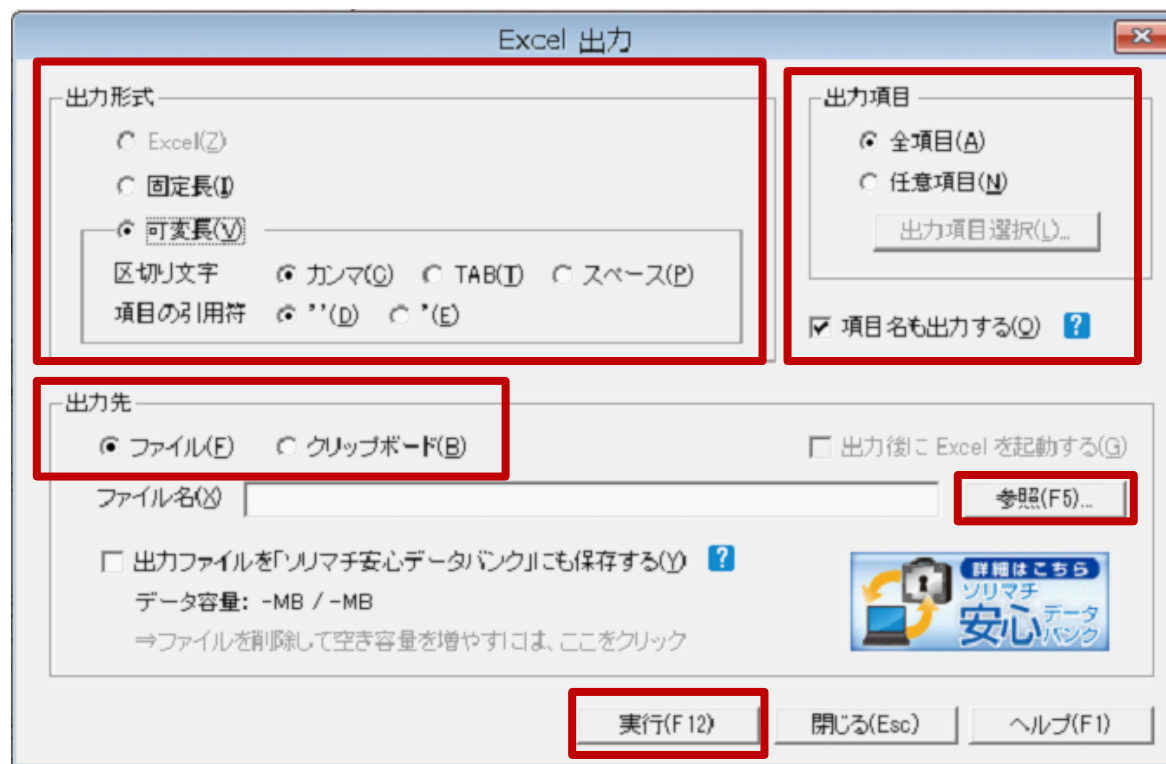 Excel 出力
出力形式
Excel(Z)
固定長(I)
可変長(V)
区切り文字 カンマ(C) TAB(T) スペース(P)
項目の引用符 ''(D) '(E)
出力項目
全項目(A)
任意項目(N)
出力項目選択(L)...
項目名も出力する(O) ?
出力先
ファイル(F) クリップボード(B)
出力後に Excel を起動する(G)
ファイル名(X) 参照(F5)...
出力ファイルを「ソリマチ安心データバンク」にも保存する(Y) ?
データ容量: -MB / -MB
⇒ファイルを削除して空き容量を増やすには、ここをクリック
詳細はこちら
ソリマチ
安心データバンク
実行(F12) 閉じる(Esc) ヘルプ(F1)